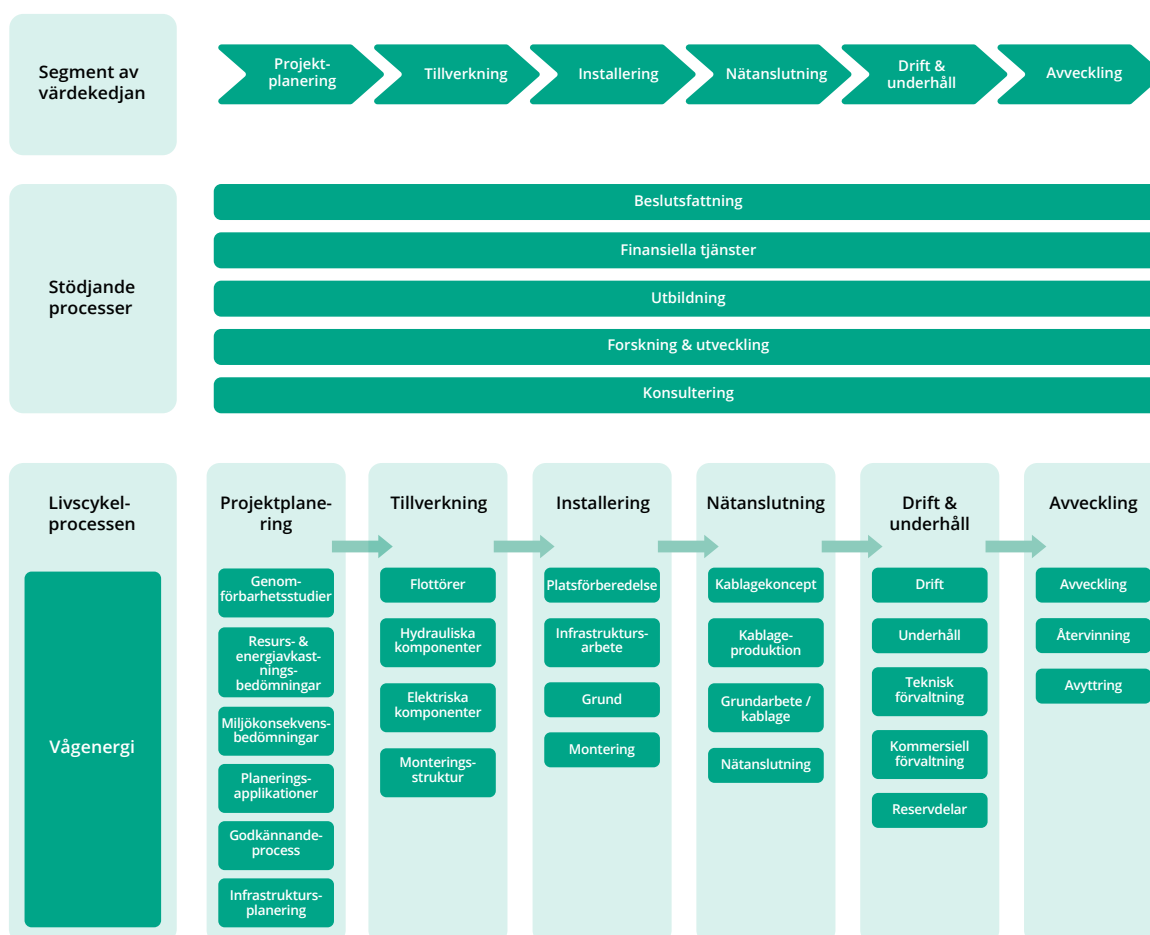 Segment av
värdekedjan
Projekt-
planering
Tillverkning
Installering
Nätanslutning
Drift &
underhåll
Avveckling
Stödjande
processer
Beslutsfattning
Finansiella tjänster
Utbildning
Forskning & utveckling
Konsultering
Livscykel-
processen
Vågenergi
Projektplane-
ring
Genom-
förbarhetsstudier
Resurs- &
energiavkast-
nings-
bedömningar
Miljökonsekvens-
bedömningar
Planerings-
applikationer
Godkännande-
process
Infrastrukturs-
planering
Tillverkning
Flottörer
Hydrauliska
komponenter
Elektriska
komponenter
Monterings-
struktur
Installering
Platsförberedelse
Infrastrukturs-
arbete
Grund
Montering
Nätanslutning
Kablagekoncept
Kablage-
produktion
Grundarbete /
kablage
Nätanslutning
Drift &
underhåll
Drift
Underhåll
Teknisk
förvaltning
Kommersiell
förvaltning
Reservdelar
Avveckling
Avveckling
Återvinning
Avyttring